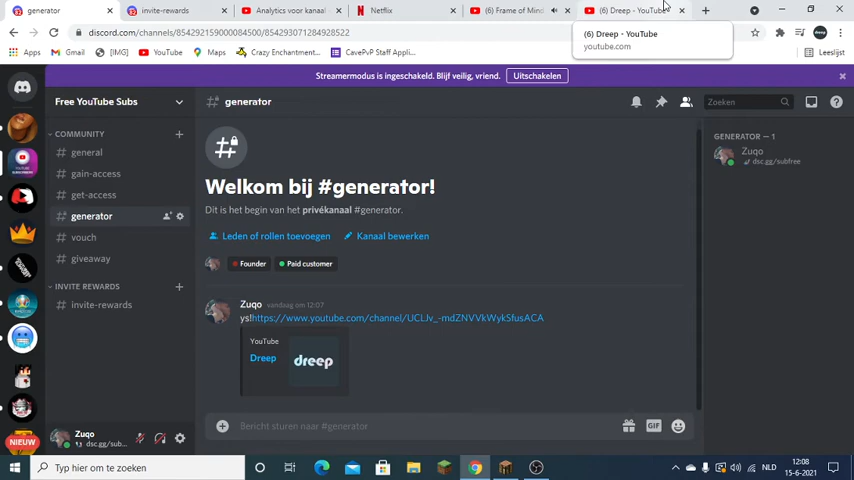 generator
invite-rewards
Analytics voor kanaal
Netflix
(6) Frame of Mind
(6) Dreep - YouTube
discord.com/channels/854292159000084500/854293071284928522
Apps
Gmail
YouTube
Maps
Crazy Enchantment...
CavePvP Staff Applic...
Leeslijst
(6) Dreep - YouTube
youtube.com
Streamermodus is ingeschakeld. Blijf veilig, vriend.
Uitschakelen
Free YouTube Subs
generator
Zoeken
COMMUNITY
general
gain-access
get-access
generator
vouch
giveaway
INVITE REWARDS
invite-rewards
Welkom bij #generator!
Dit is het begin van het privékanaal #generator.
Leden of rollen toevoegen
Kanaal bewerken
Founder
Paid customer
Zuqo vandaag om 12:07
ys!https://www.youtube.com/channel/UCLJv_-mdZNVVkWykSfusACA
YouTube
Dreep
dreep
Bericht sturen naar #generator
GIF
GENERATOR — 1
Zuqo
dsc.gg/subfree
Zuqo
dsc.gg/sub...
NIEUW
Typ hier om te zoeken
NLD
12:08
15-6-2021